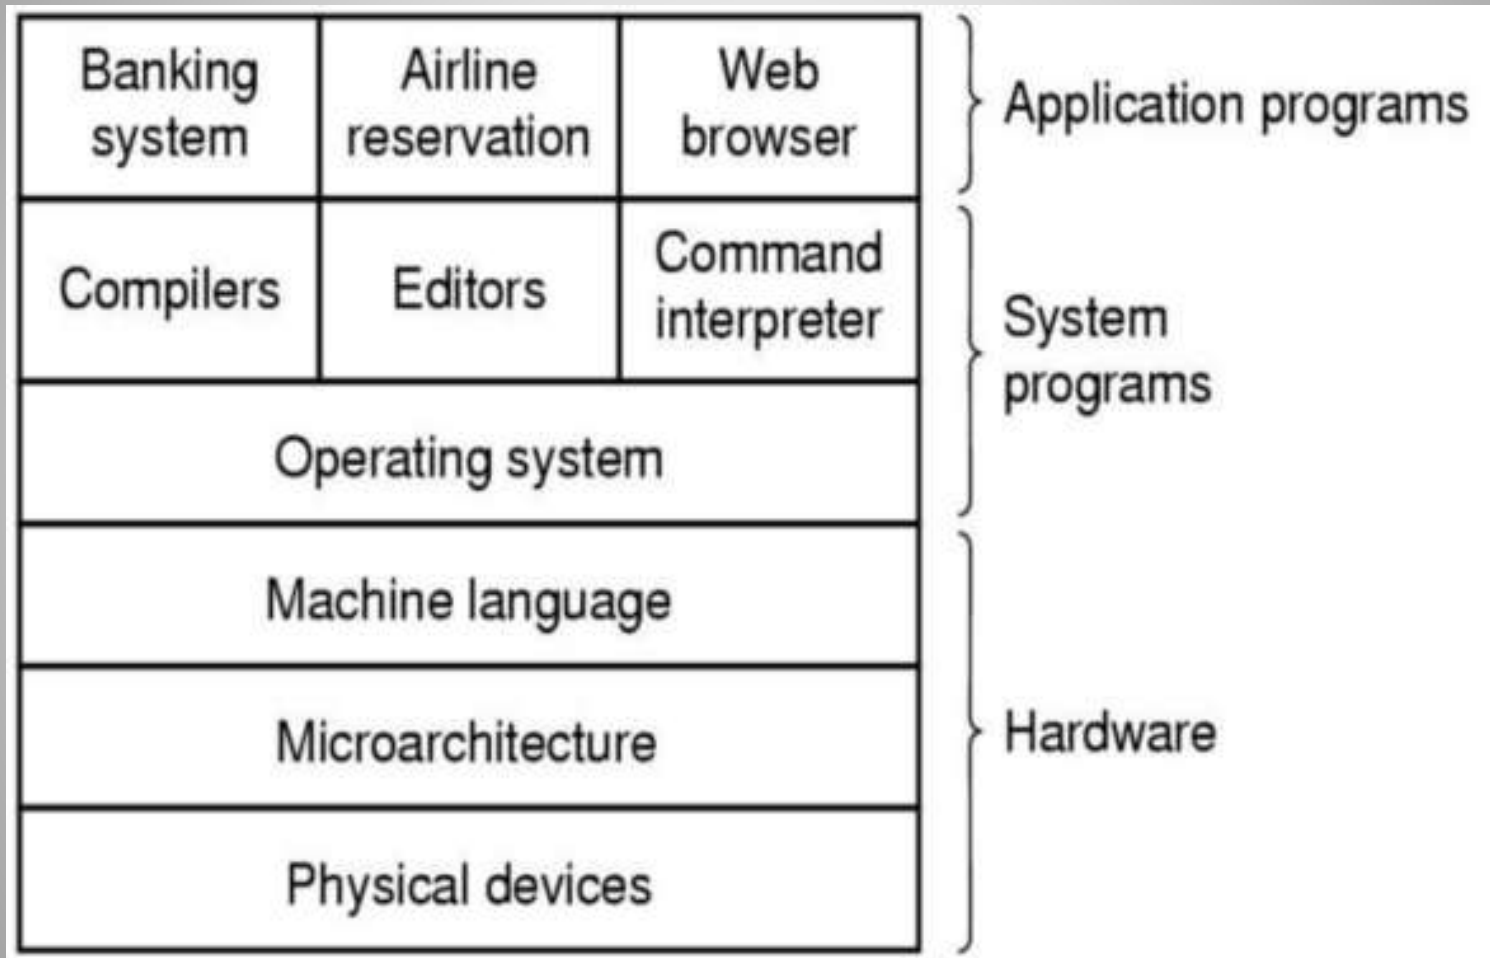 Banking
system
Airline
reservation
Web
browser
Application programs
Compilers
Editors
Command
interpreter
System
programs
Operating system
Machine language
Microarchitecture
Hardware
Physical devices